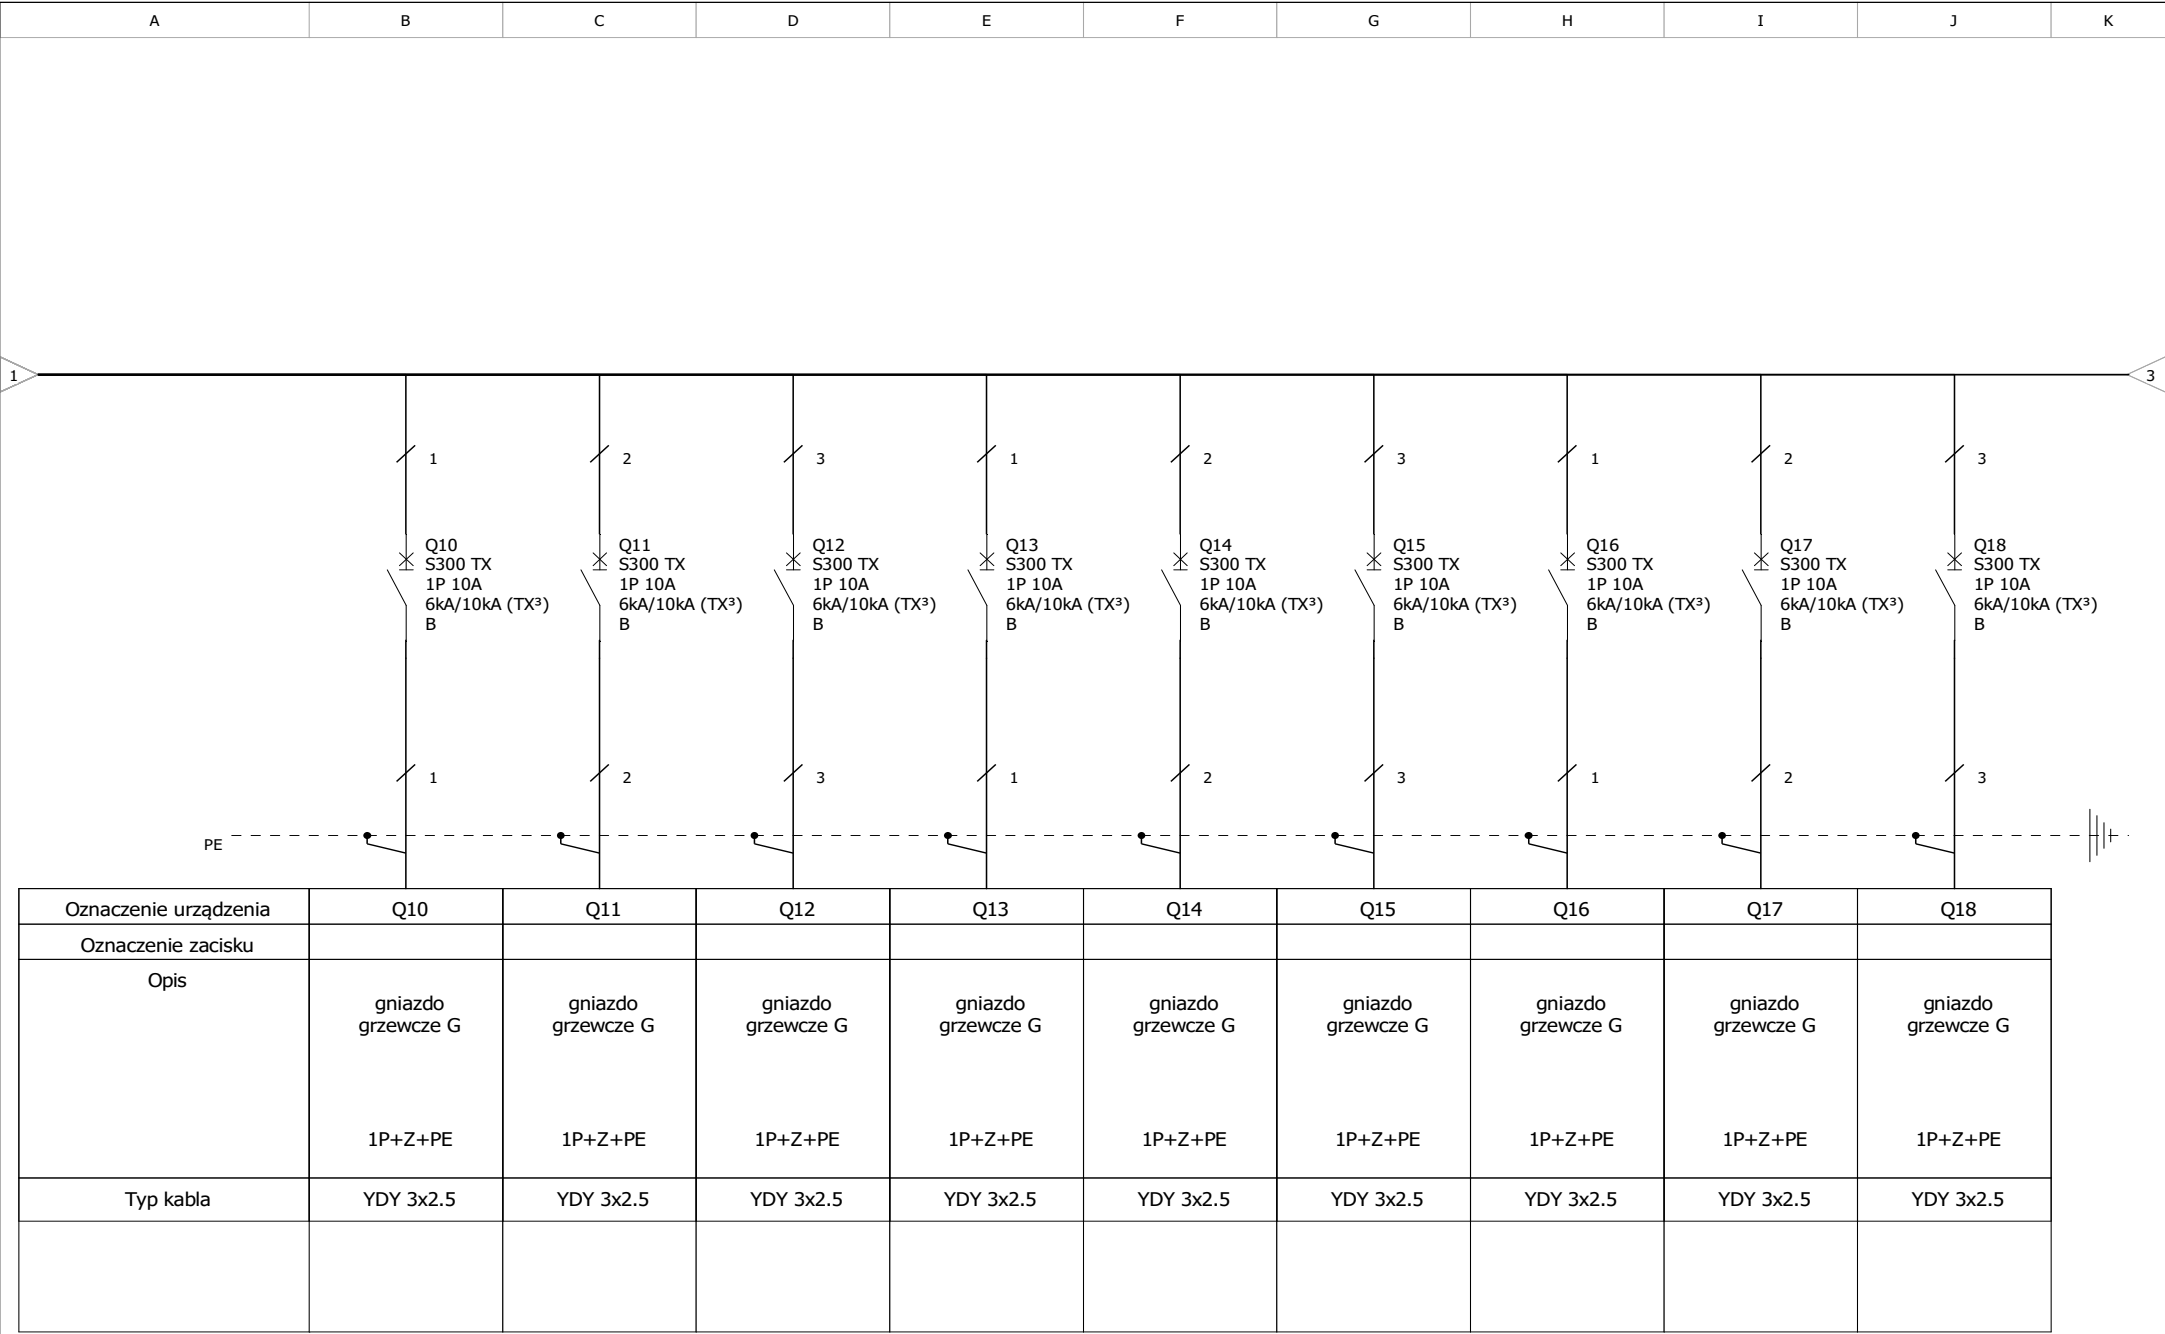 A B C D E F G H I J K
1 3
1 2 3 1 2 3 1 2 3
Q10 Q11 Q12 Q13 Q14 Q15 Q16 Q17 Q18
S300 TX S300 TX S300 TX S300 TX S300 TX S300 TX S300 TX S300 TX S300 TX
1P 10A 1P 10A 1P 10A 1P 10A 1P 10A 1P 10A 1P 10A 1P 10A 1P 10A
6kA/10kA (TX³) 6kA/10kA (TX³) 6kA/10kA (TX³) 6kA/10kA (TX³) 6kA/10kA (TX³) 6kA/10kA (TX³) 6kA/10kA (TX³) 6kA/10kA (TX³) 6kA/10kA (TX³)
B B B B B B B B B
1 2 3 1 2 3 1 2 3
PE
Oznaczenie urządzenia Q10 Q11 Q12 Q13 Q14 Q15 Q16 Q17 Q18
Oznaczenie zacisku
Opis
gniazdo gniazdo gniazdo gniazdo gniazdo gniazdo gniazdo gniazdo gniazdo
grzewcze G grzewcze G grzewcze G grzewcze G grzewcze G grzewcze G grzewcze G grzewcze G grzewcze G
1P+Z+PE 1P+Z+PE 1P+Z+PE 1P+Z+PE 1P+Z+PE 1P+Z+PE 1P+Z+PE 1P+Z+PE 1P+Z+PE
Typ kabla YDY 3x2.5 YDY 3x2.5 YDY 3x2.5 YDY 3x2.5 YDY 3x2.5 YDY 3x2.5 YDY 3x2.5 YDY 3x2.5 YDY 3x2.5